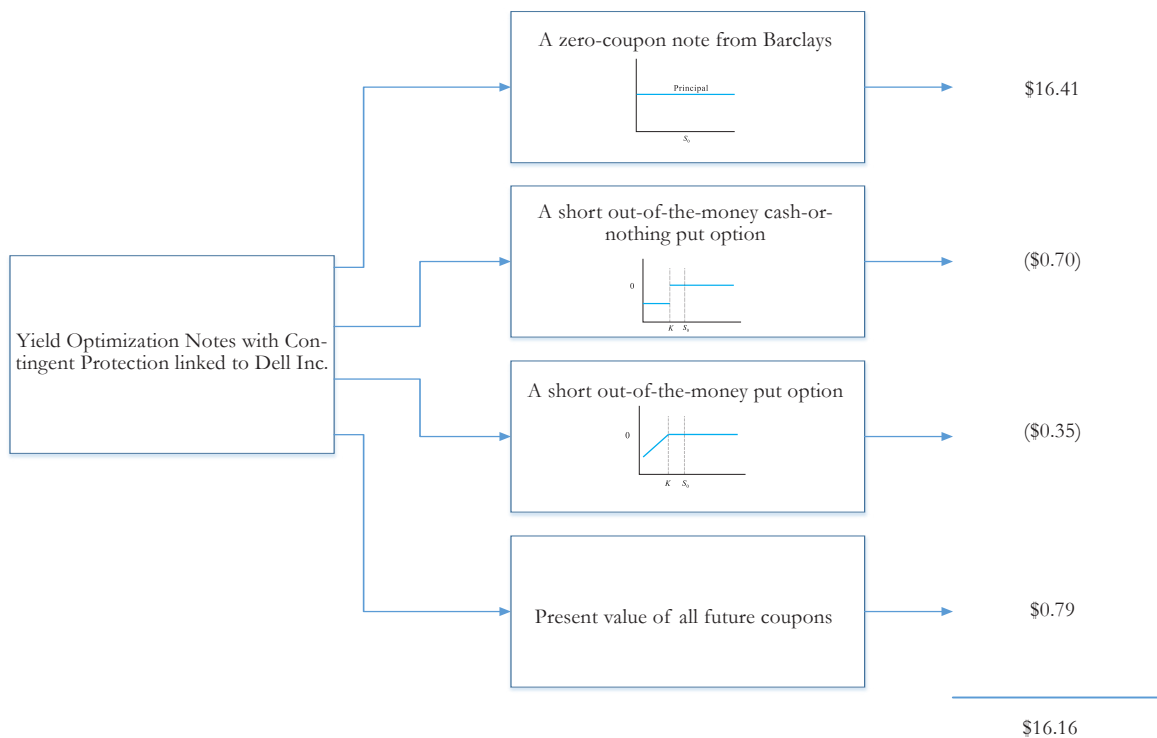 A zero-coupon note from Barclays
Principal
S0
$16.41
A short out-of-the-money cash-or-
nothing put option
0
K S0
($0.70)
Yield Optimization Notes with Con-
tingent Protection linked to Dell Inc.
A short out-of-the-money put option
0
K S0
($0.35)
Present value of all future coupons
$0.79
$16.16